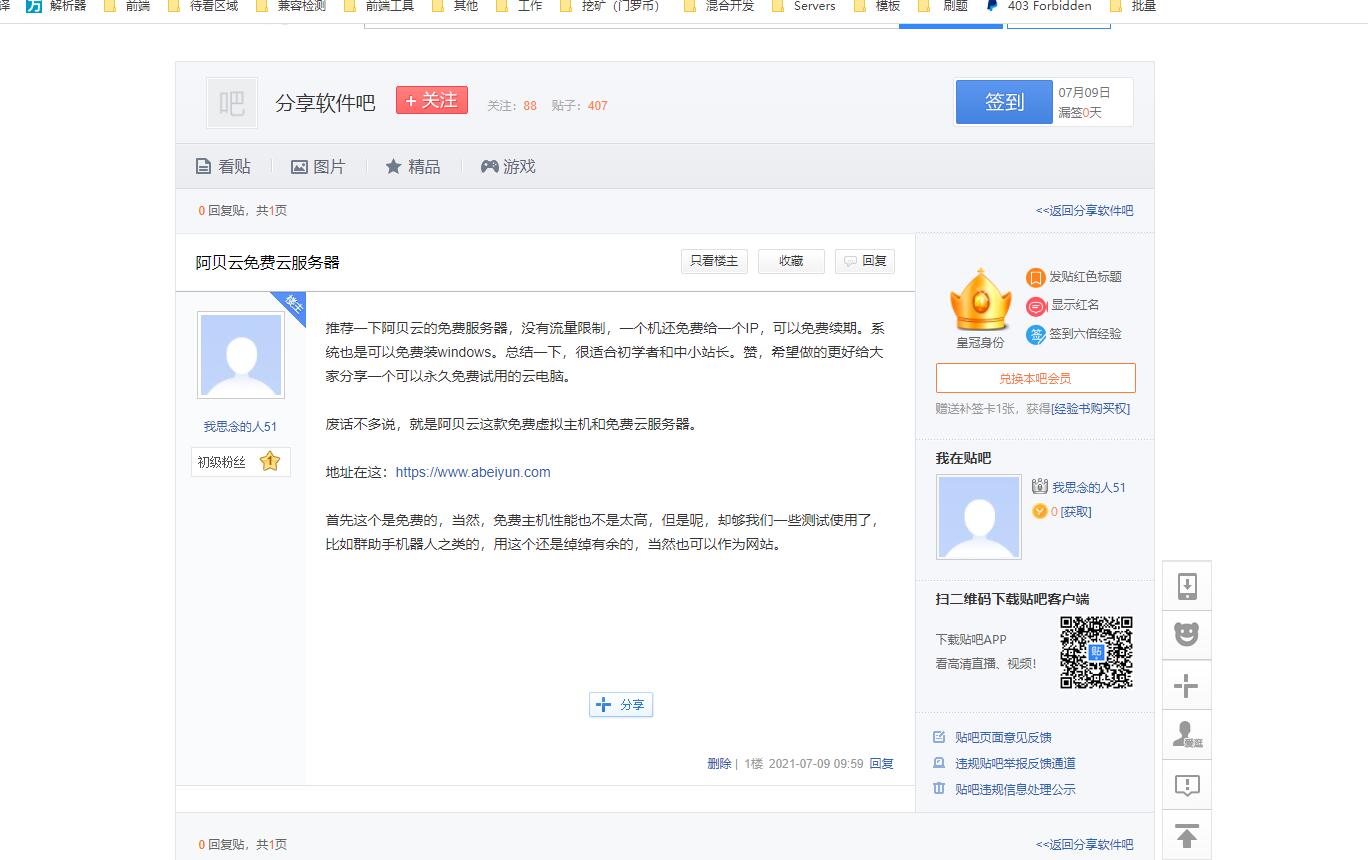 译 解析器 前端 待看区域 兼容检测 前端工具 其他 工作 挖矿（门罗币） 混合开发 Servers 模板 刷题 403 Forbidden 批量
吧 分享软件吧 + 关注 关注：88 贴子：407
签到 07月09日
漏签0天
看贴 图片 精品 游戏
0 回复贴，共1页 <<返回分享软件吧
阿贝云免费云服务器 只看楼主 收藏 回复
楼主
我思念的人51
初级粉丝 1
推荐一下阿贝云的免费服务器，没有流量限制，一个机还免费给一个IP，可以免费续期。系
统也是可以免费装windows。总结一下，很适合初学者和中小站长。赞，希望做的更好给大
家分享一个可以永久免费试用的云电脑。
废话不多说，就是阿贝云这款免费虚拟主机和免费云服务器。
地址在这：https://www.abeiyun.com
首先这个是免费的，当然，免费主机性能也不是太高，但是呢，却够我们一些测试使用了，
比如群助手机器人之类的，用这个还是绰绰有余的，当然也可以作为网站。
分享
删除 | 1楼 2021-07-09 09:59 回复
皇冠身份
发贴红色标题
显示红名
签 签到六倍经验
兑换本吧会员
赠送补签卡1张，获得[经验书购买权]
我在贴吧
我思念的人51
0 [获取]
扫二维码下载贴吧客户端
下载贴吧APP
看高清直播、视频！
贴
贴吧页面意见反馈
违规贴吧举报反馈通道
贴吧违规信息处理公示
爱逛
0 回复贴，共1页 <<返回分享软件吧